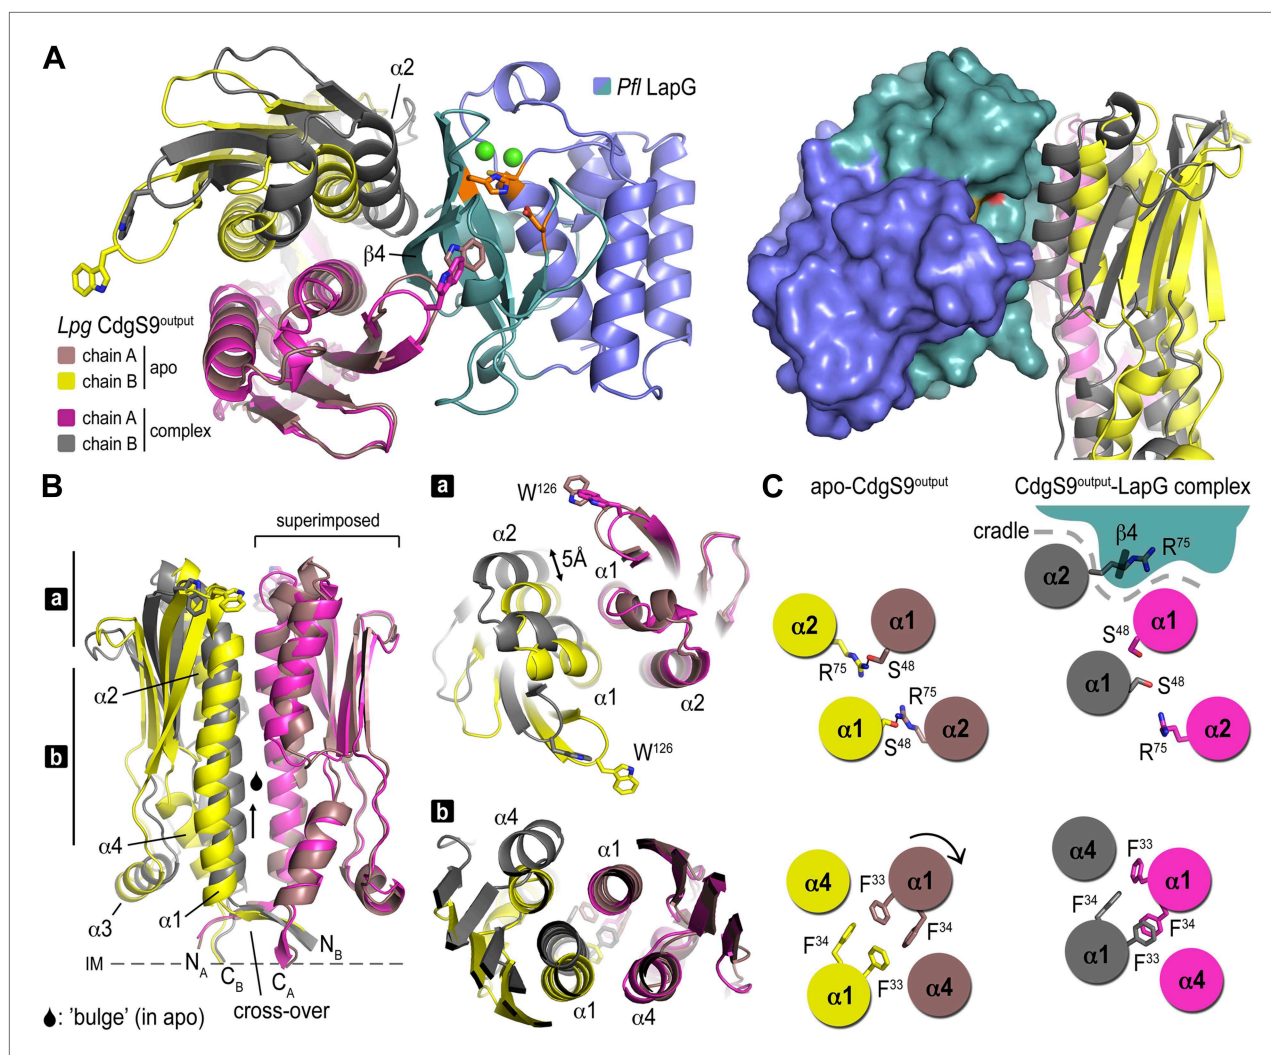 A
α2
Pfl LapG
β4
Lpg CdgS9output
chain A
chain B
apo
chain A
chain B
complex
B
superimposed
a
b
α2
α4
α3
α1
NA
CB
CA
NB
IM
cross-over
: 'bulge' (in apo)
a
W126
α2
5Å
α1
α1
α2
W126
b
α4
α1
α1
α4
C
apo-CdgS9output
CdgS9output-LapG complex
cradle
β4
R75
α2
α2
α1
α1
S48
R75
S48
R75
α1
S48
α1
α2
S48
α2
R75
α4
F33
α1
α4
F33
α1
F34
F34
F34
F34
α1
F33
α4
α1
F33
α4